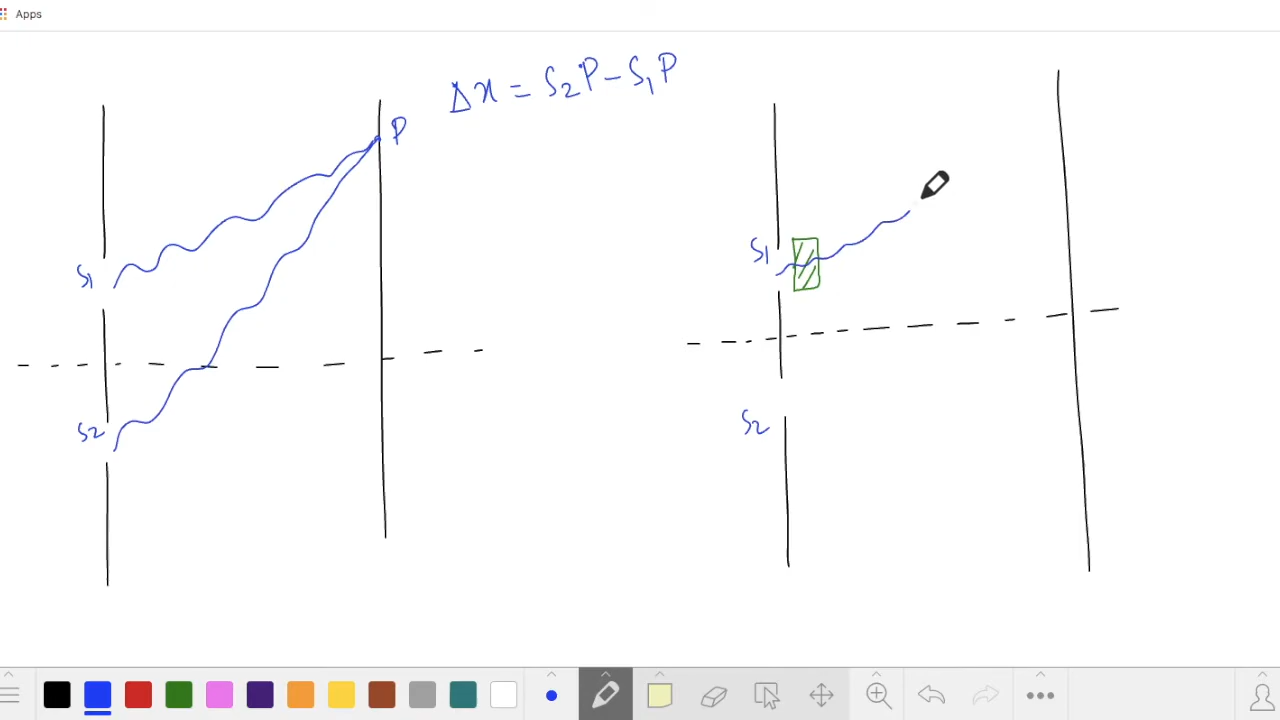 Apps
Δx = S₂P – S₁P
P
S₁
S₂
S₁
S₂